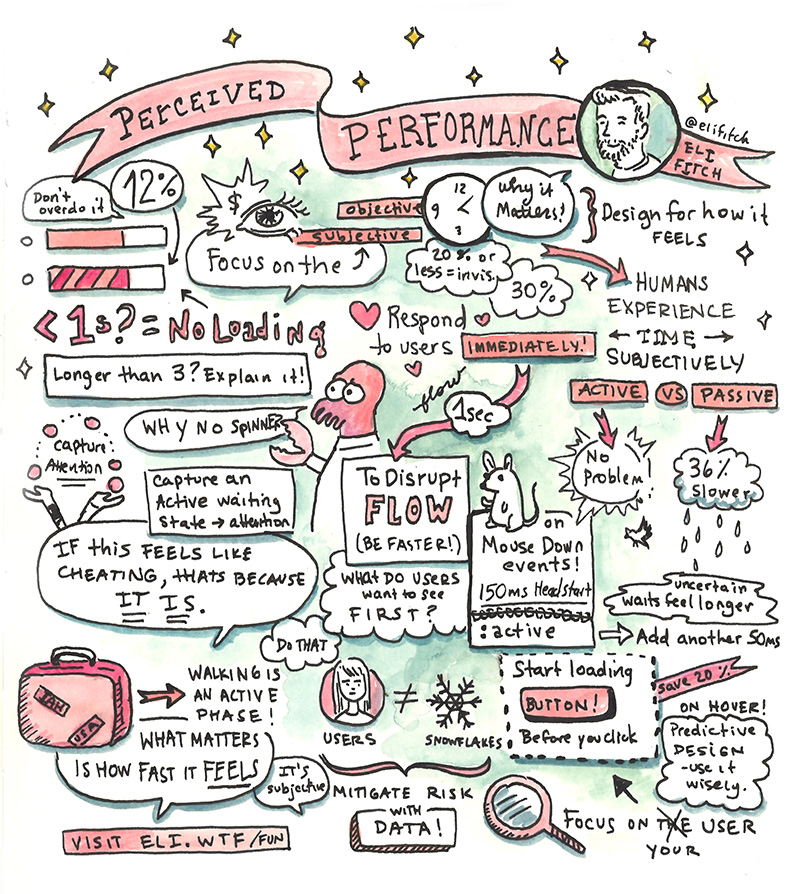 PERCEIVED
PERFORMANCE
@elifitch
ELI
FITCH
Don't
overdo it
12%
$
objective
subjective
Focus on the
12
9
3
why it
Matters!
Design for how it
FEELS
20% or
less = invis.
30%
HUMANS
EXPERIENCE
TIME
SUBJECTIVELY
<1s? = No Loading
Longer than 3? Explain it!
Respond
to users
IMMEDIATELY!
flow
1sec
ACTIVE VS PASSIVE
No
Problem!
36%
Slower
WHY NO SPINNER
Capture
Attention
Capture an
Active waiting
State → attention
To Disrupt
FLOW
(BE FASTER!)
on
Mouse Down
events!
150ms Headstart
:active
Add another 50ms
uncertain
waits feel longer
IF this FEELS LIKE
CHEATING, thATS BECAUSE
IT IS.
WHAT DO USERS
want to see
FIRST?
Do THAT
JAM
USA
WALKING IS
AN ACTIVE
PHASE!
WHAT MATTERS
IS HOW FAST IT FEELS
IT'S
subjective
USERS
≠
SNOWFLAKES
MITIGATE RISK
WITH
DATA!
Start loading
BUTTON!
Before you click
save 20%
ON HOVER!
Predictive
DESIGN
-use it
wisely.
Focus on THE USER
YOUR
VISIT ELI.WTF/FUN